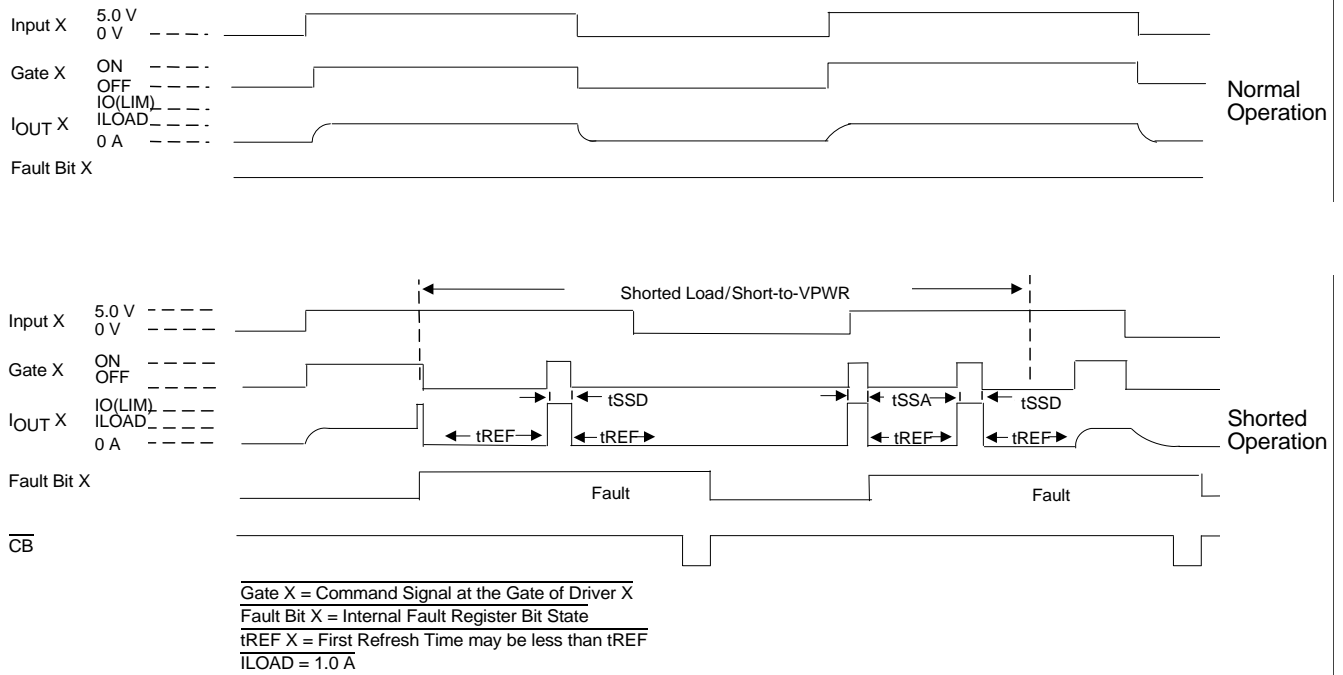 Input X 5.0 V
0 V
Gate X ON
OFF
IO(LIM)
IOUT X ILOAD
0 A
Fault Bit X
Normal
Operation
Shorted Load/Short-to-VPWR
Input X 5.0 V
0 V
Gate X ON
OFF
tSSD tSSA tSSD
IOUT X IO(LIM)
ILOAD
0 A
tREF tREF tREF tREF
Shorted
Operation
Fault Bit X
Fault Fault
CB
Gate X = Command Signal at the Gate of Driver X
Fault Bit X = Internal Fault Register Bit State
tREF X = First Refresh Time may be less than tREF
ILOAD = 1.0 A